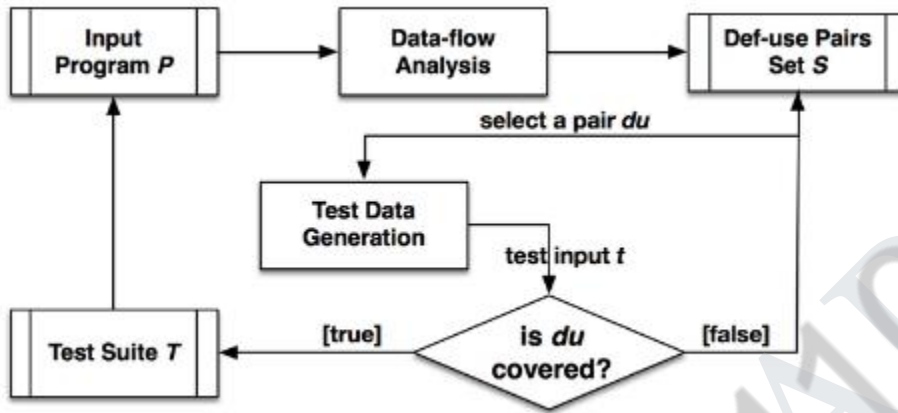 Input
Program P
Data-flow
Analysis
Def-use Pairs
Set S
select a pair du
Test Data
Generation
test input t
Test Suite T
[true]
is du
covered?
[false]